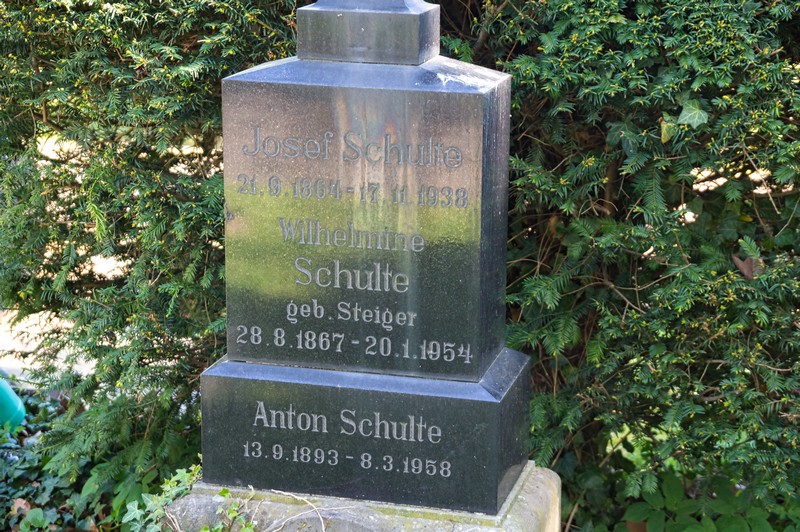 Josef Schulte
21.9.1864-17.11.1938
Wilhelmine
Schulte
geb. Steiger
28.8.1867-20.1.1954
Anton Schulte
13.9.1893-8.3.1958